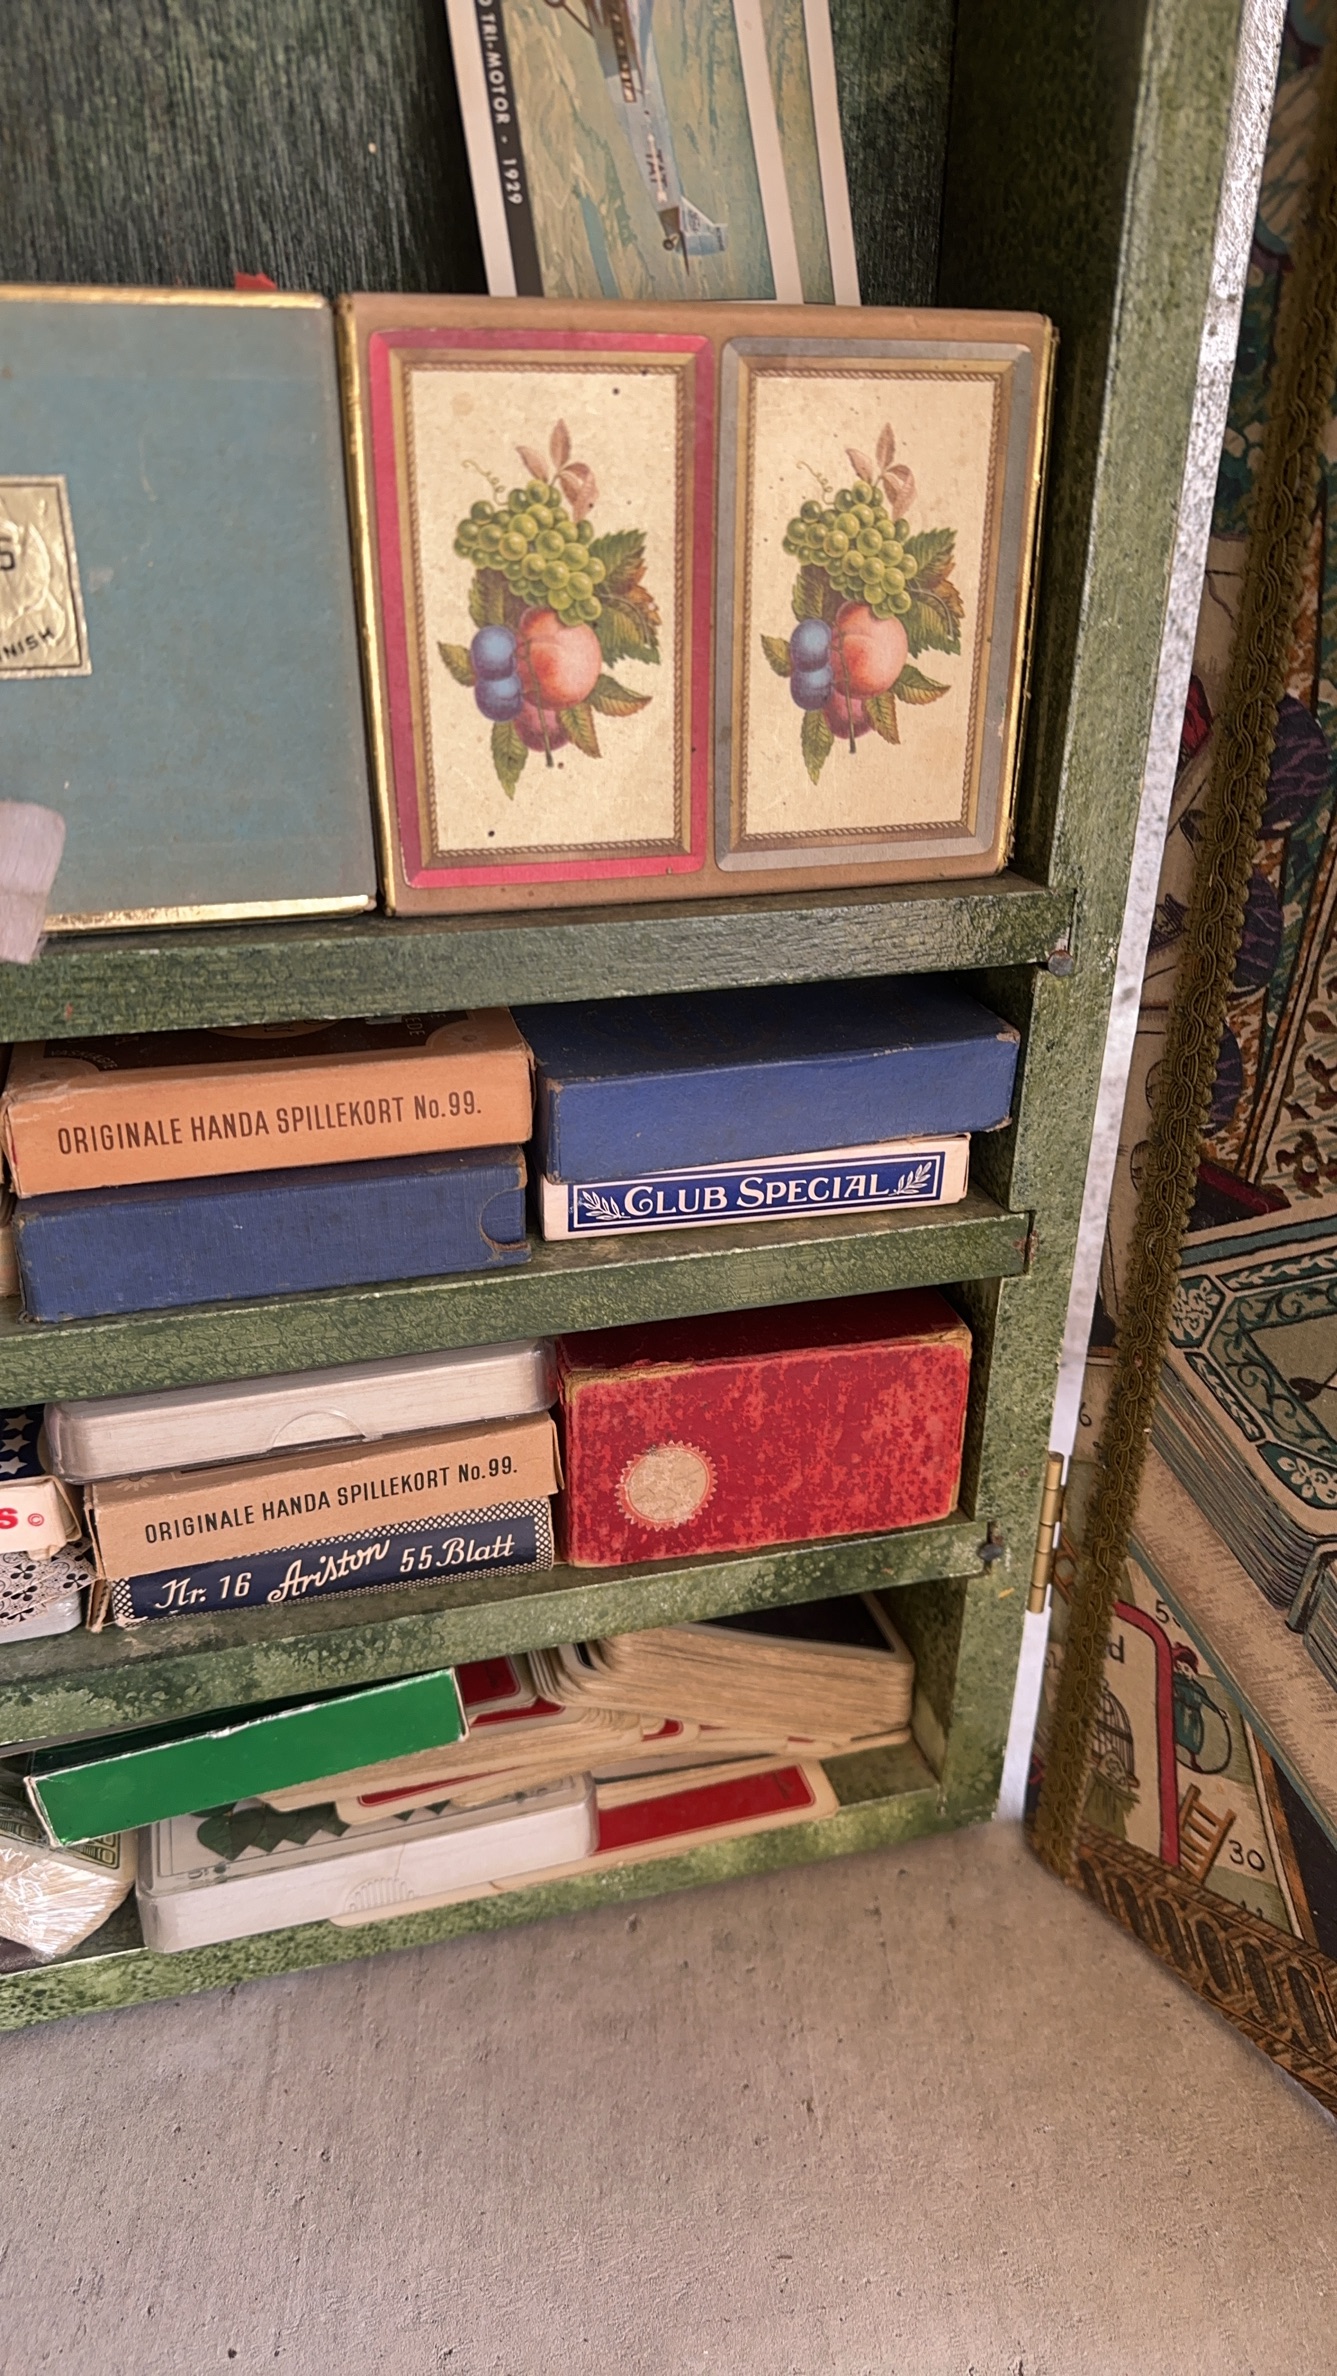 TRI-MOTOR - 1929
ORIGINALE HANDA SPILLEKORT No.99.
CLUB SPECIAL
ORIGINALE HANDA SPILLEKORT No.99.
Nr. 16 Ariston 55 Blatt
30